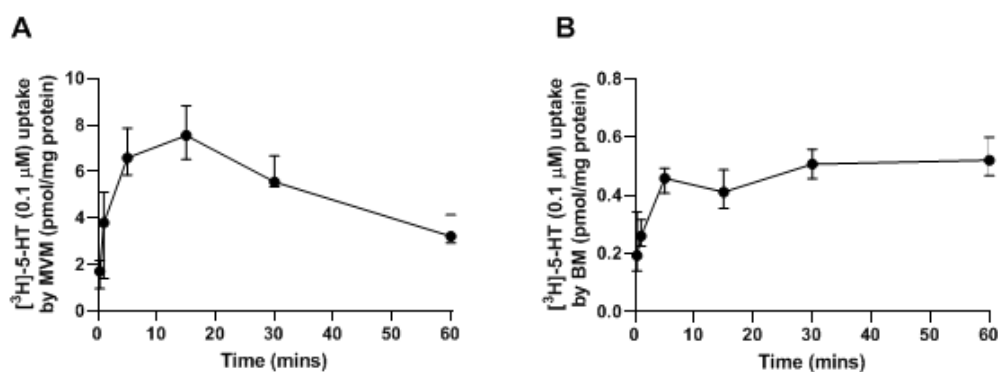 A
[³H]-5-HT (0.1 μM) uptake
by MVM (pmol/mg protein)
10
8
6
4
2
0
0 10 20 30 40 50 60
Time (mins)
B
[³H]-5-HT (0.1 μM) uptake
by BM (pmol/mg protein)
0.8
0.6
0.4
0.2
0.0
0 10 20 30 40 50 60
Time (mins)